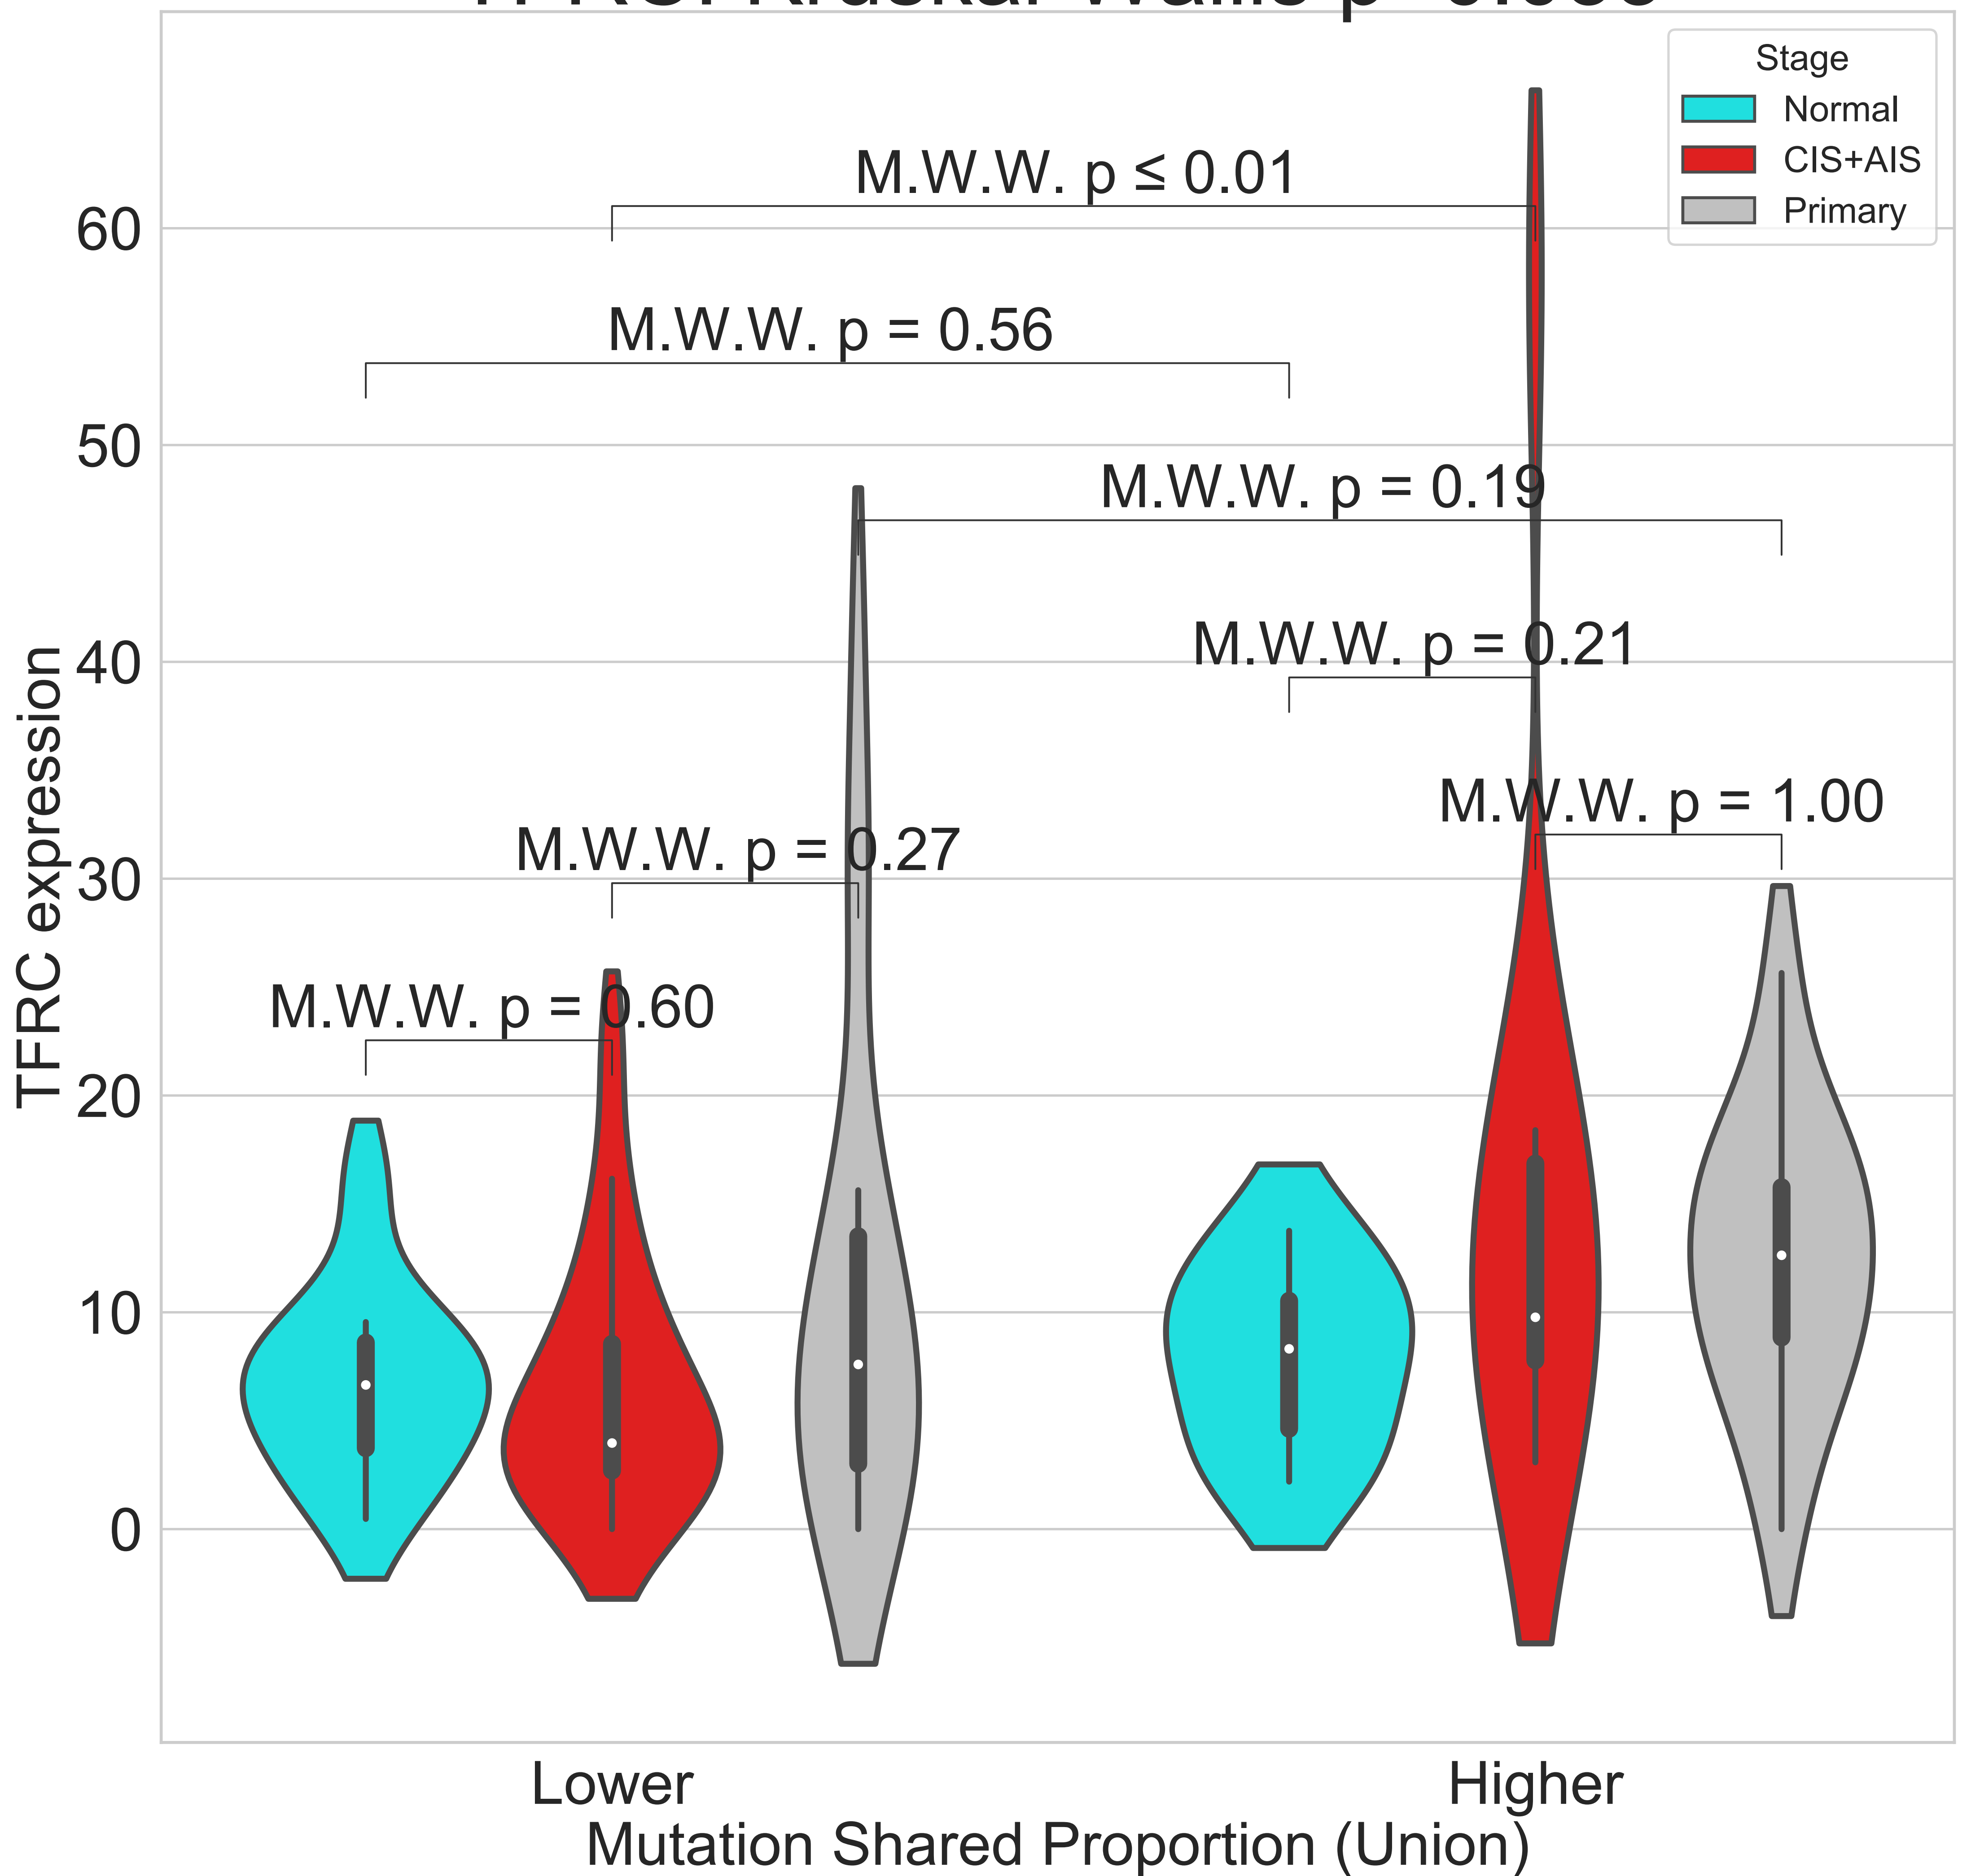 Stage
Normal
CIS+AIS
Primary
M.W.W. p ≤ 0.01
M.W.W. p = 0.56
M.W.W. p = 0.19
M.W.W. p = 0.21
M.W.W. p = 1.00
M.W.W. p = 0.27
M.W.W. p = 0.60
60
50
40
30
20
10
0
TFRC expression
Lower
Higher
Mutation Shared Proportion (Union)